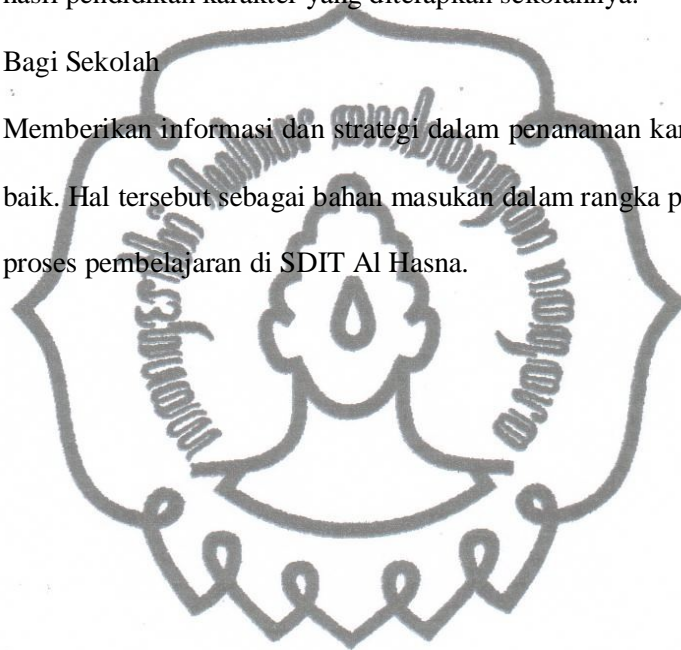 hasil pendidikan karakter yang diterapkan sekolahnya.
Bagi Sekolah
Memberikan informasi dan strategi dalam penanaman kar
baik. Hal tersebut sebagai bahan masukan dalam rangka p
proses pembelajaran di SDIT Al Hasna.